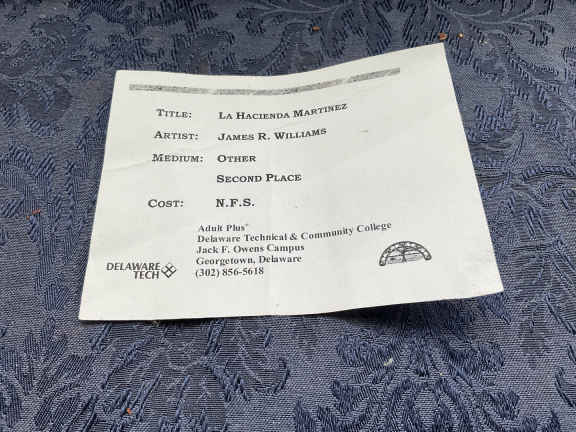 TITLE: LA HACIENDA MARTINEZ
ARTIST: JAMES R. WILLIAMS
MEDIUM: OTHER
SECOND PLACE
COST: N.F.S.
Adult Plus+
Delaware Technical & Community College
Jack F. Owens Campus
Georgetown, Delaware
(302) 856-5618
DELAWARE
TECH